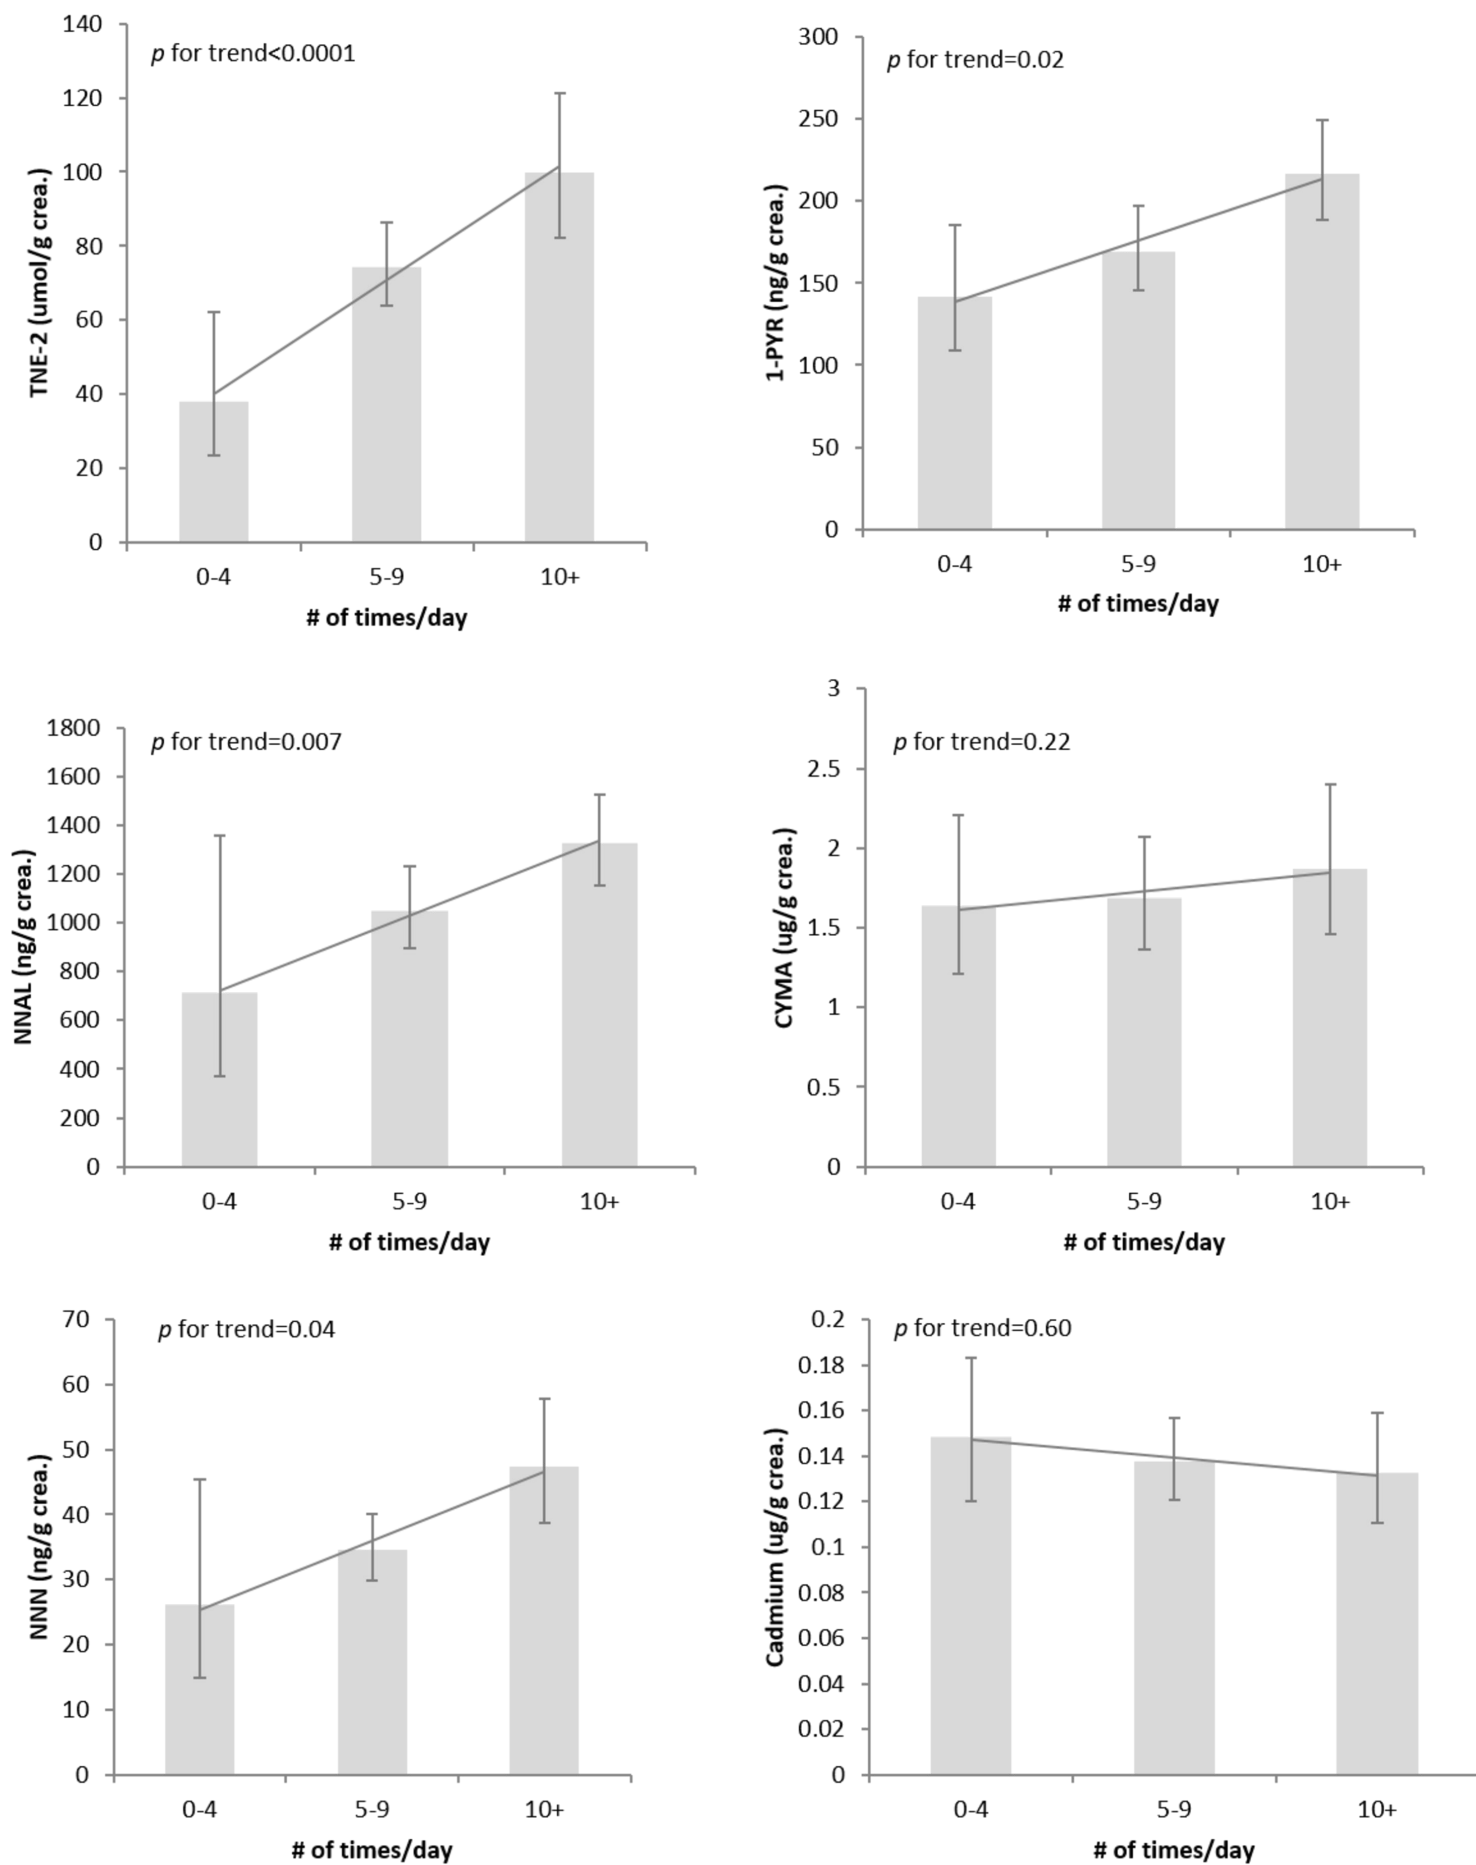 p for trend<0.0001
TNE-2 (umol/g crea.)
140
120
100
80
60
40
20
0
0-4 5-9 10+
# of times/day
p for trend=0.02
1-PYR (ng/g crea.)
300
250
200
150
100
50
0
0-4 5-9 10+
# of times/day
p for trend=0.007
NNAL (ng/g crea.)
1800
1600
1400
1200
1000
800
600
400
200
0
0-4 5-9 10+
# of times/day
p for trend=0.22
CYMA (ug/g crea.)
3
2.5
2
1.5
1
0.5
0
0-4 5-9 10+
# of times/day
p for trend=0.04
NNN (ng/g crea.)
70
60
50
40
30
20
10
0
0-4 5-9 10+
# of times/day
p for trend=0.60
Cadmium (ug/g crea.)
0.2
0.18
0.16
0.14
0.12
0.1
0.08
0.06
0.04
0.02
0
0-4 5-9 10+
# of times/day